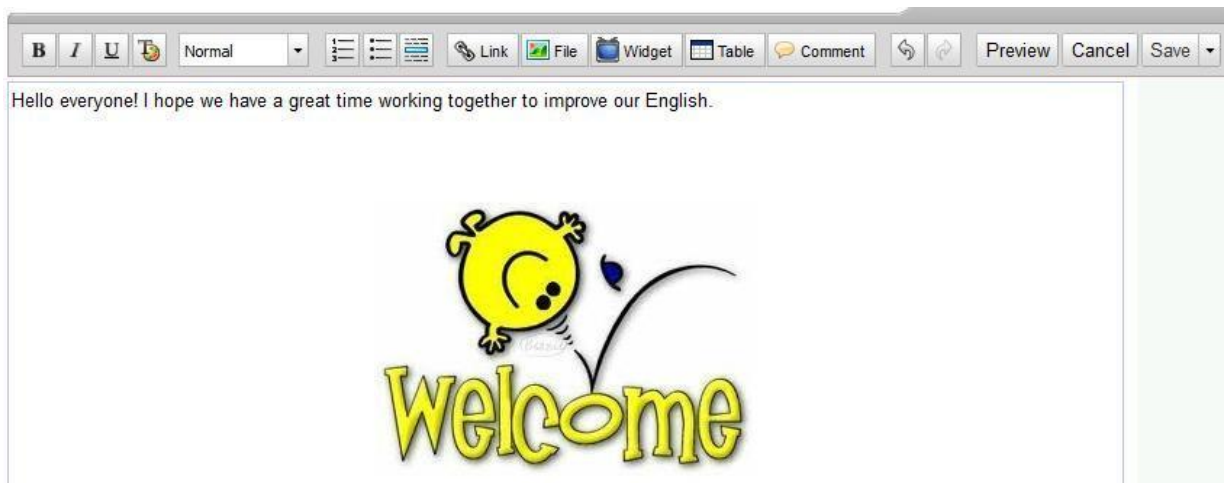 B I U T Normal Link File Widget Table Comment Preview Cancel Save
Hello everyone! I hope we have a great time working together to improve our English.
Welcome